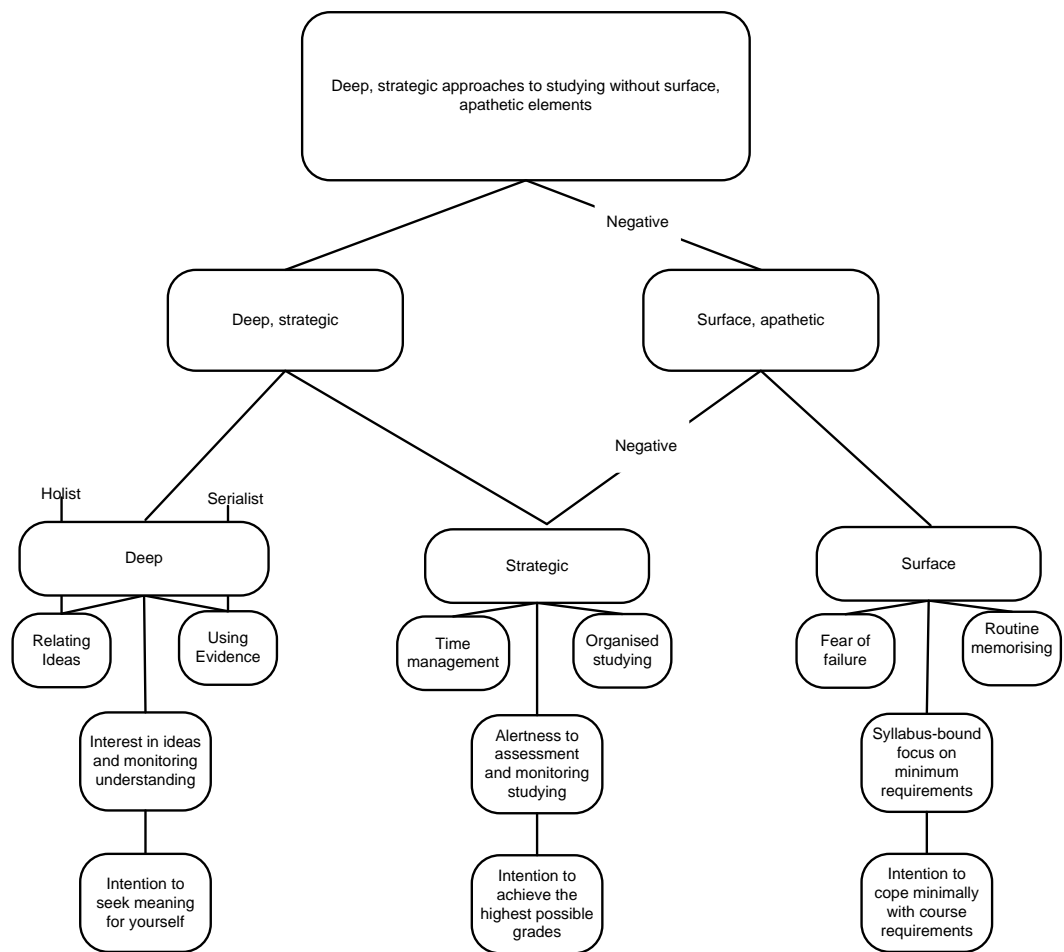 Deep, strategic approaches to studying without surface,
apathetic elements
Negative
Deep, strategic
Surface, apathetic
Negative
Holist
Serialist
Deep
Strategic
Surface
Relating
Ideas
Using
Evidence
Time
management
Organised
studying
Fear of
failure
Routine
memorising
Interest in ideas
and monitoring
understanding
Alertness to
assessment
and monitoring
studying
Syllabus-bound
focus on
minimum
requirements
Intention to
seek meaning
for yourself
Intention to
achieve the
highest possible
grades
Intention to
cope minimally
with course
requirements